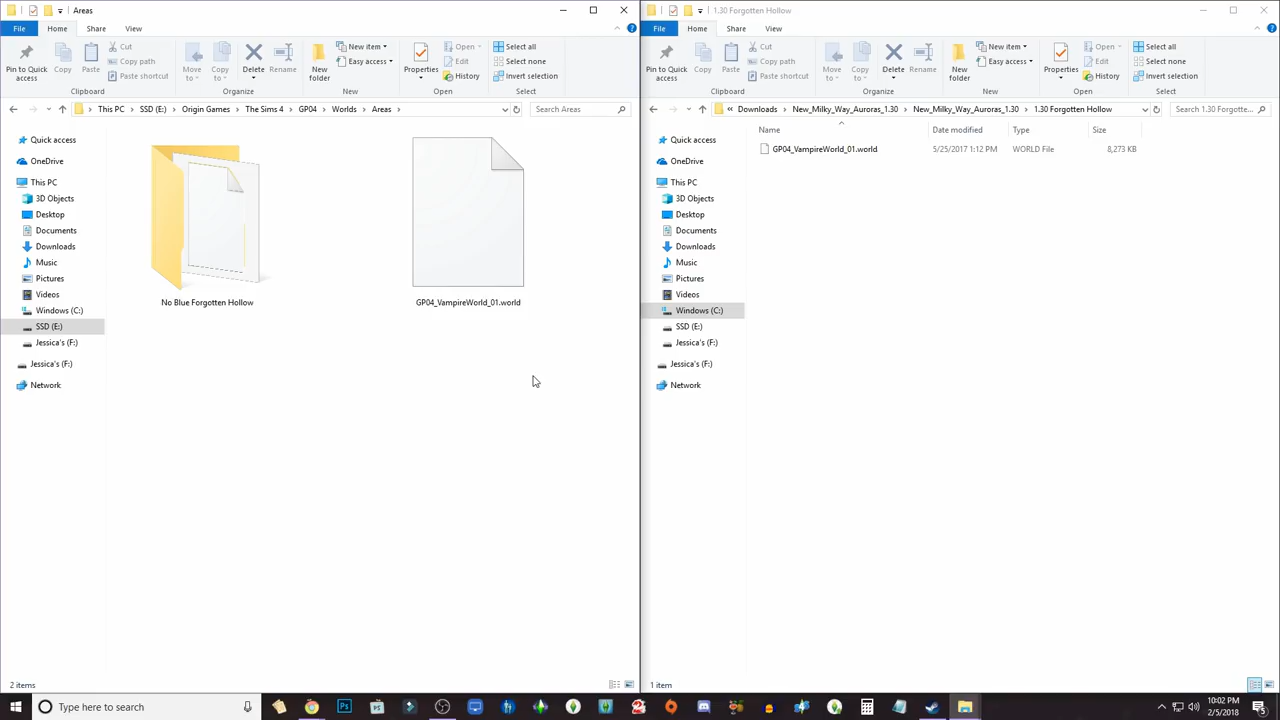 Areas
File Home Share View
Pin to Quick access
Copy
Paste
Cut
Copy path
Paste shortcut
Clipboard
Move to
Copy to
Delete
Rename
Organize
New folder
New item
Easy access
New
Properties
Open
Edit
History
Open
Select all
Select none
Invert selection
Select
This PC > SSD (E:) > Origin Games > The Sims 4 > GP04 > Worlds > Areas >
Search Areas
Quick access
OneDrive
This PC
3D Objects
Desktop
Documents
Downloads
Music
Pictures
Videos
Windows (C:)
SSD (E:)
Jessica's (F:)
Jessica's (F:)
Network
No Blue Forgotten Hollow
GP04_VampireWorld_01.world
2 items
1.30 Forgotten Hollow
File Home Share View
Pin to Quick access
Copy
Paste
Cut
Copy path
Paste shortcut
Clipboard
Move to
Copy to
Delete
Rename
Organize
New folder
New item
Easy access
New
Properties
Open
Edit
History
Open
Select all
Select none
Invert selection
Select
« Downloads > New_Milky_Way_Auroras_1.30 > New_Milky_Way_Auroras_1.30 > 1.30 Forgotten Hollow
Search 1.30 Forgotte...
Quick access
OneDrive
This PC
3D Objects
Desktop
Documents
Downloads
Music
Pictures
Videos
Windows (C:)
SSD (E:)
Jessica's (F:)
Jessica's (F:)
Network
Name Date modified Type Size
GP04_VampireWorld_01.world 5/25/2017 1:12 PM WORLD File 8,273 KB
1 item
Type here to search
10:02 PM
2/5/2018